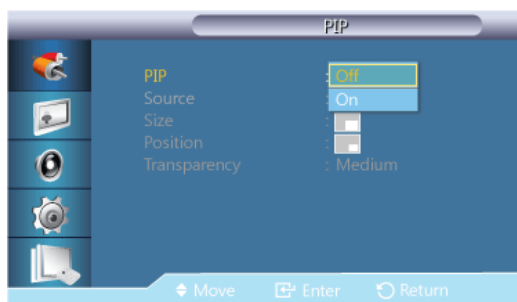 PIP
PIP : Off
Source : On
Size :
Position :
Transparency : Medium
Move Enter Return